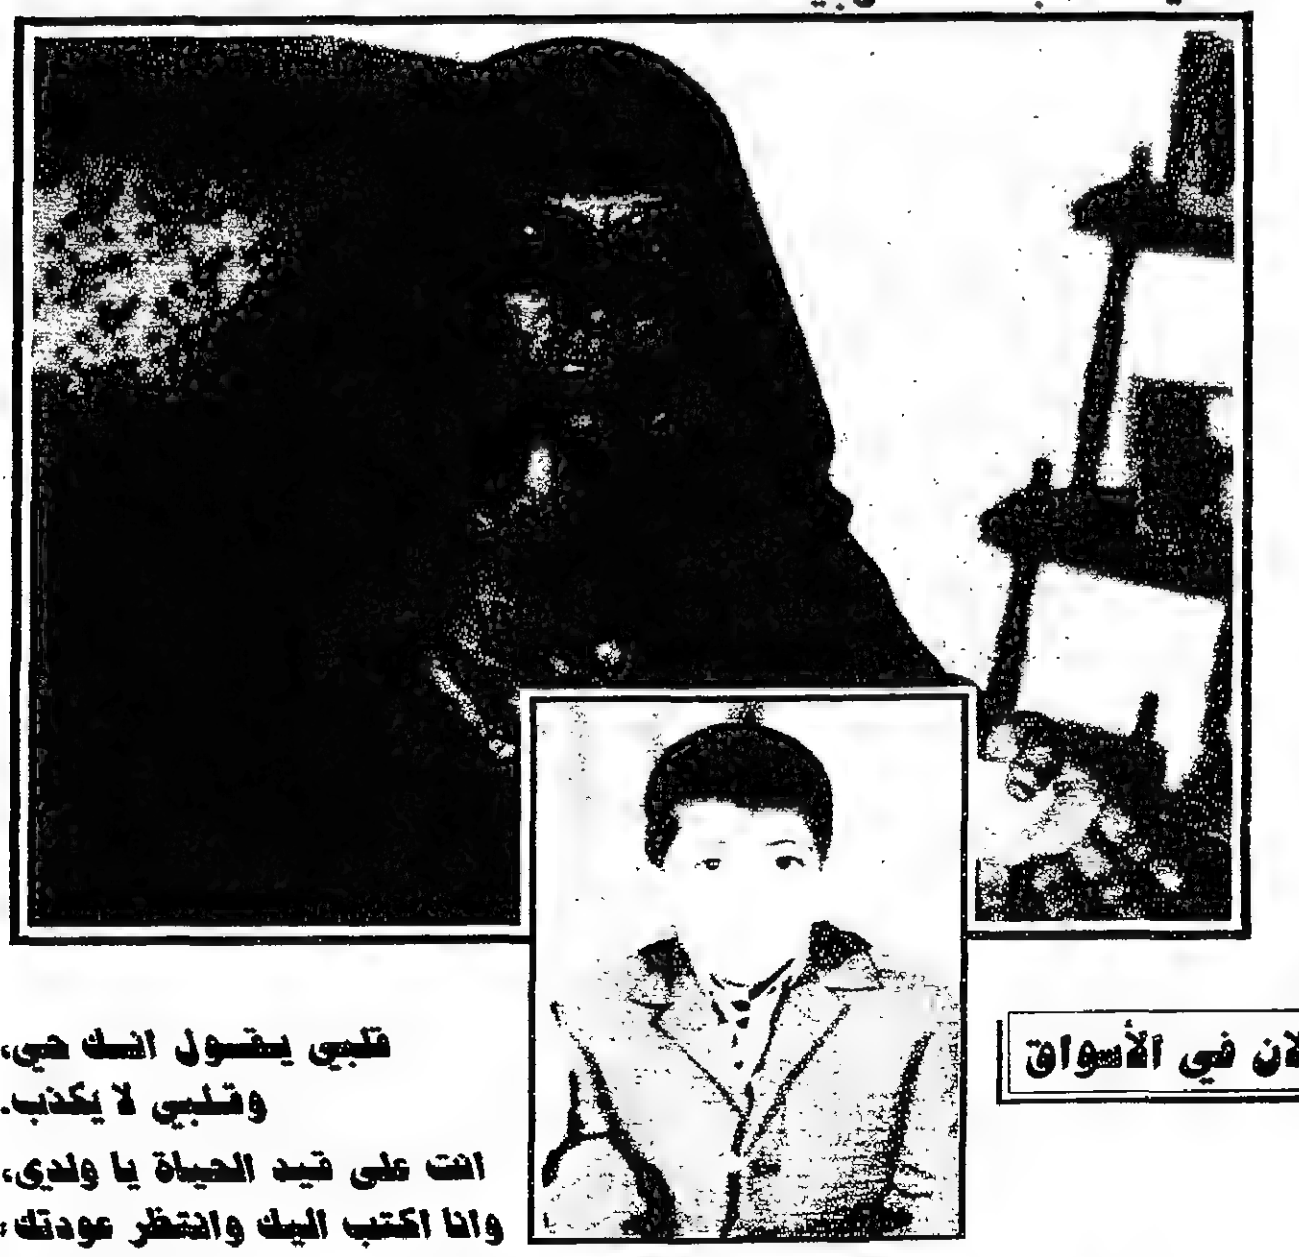 لان في الأسواق
قلبي يقول انك حي،
وقلبي لا يكذب.
انت على قيد الحياة يا ولدي،
وانا اكتب اليك وانتظر عودتك؛